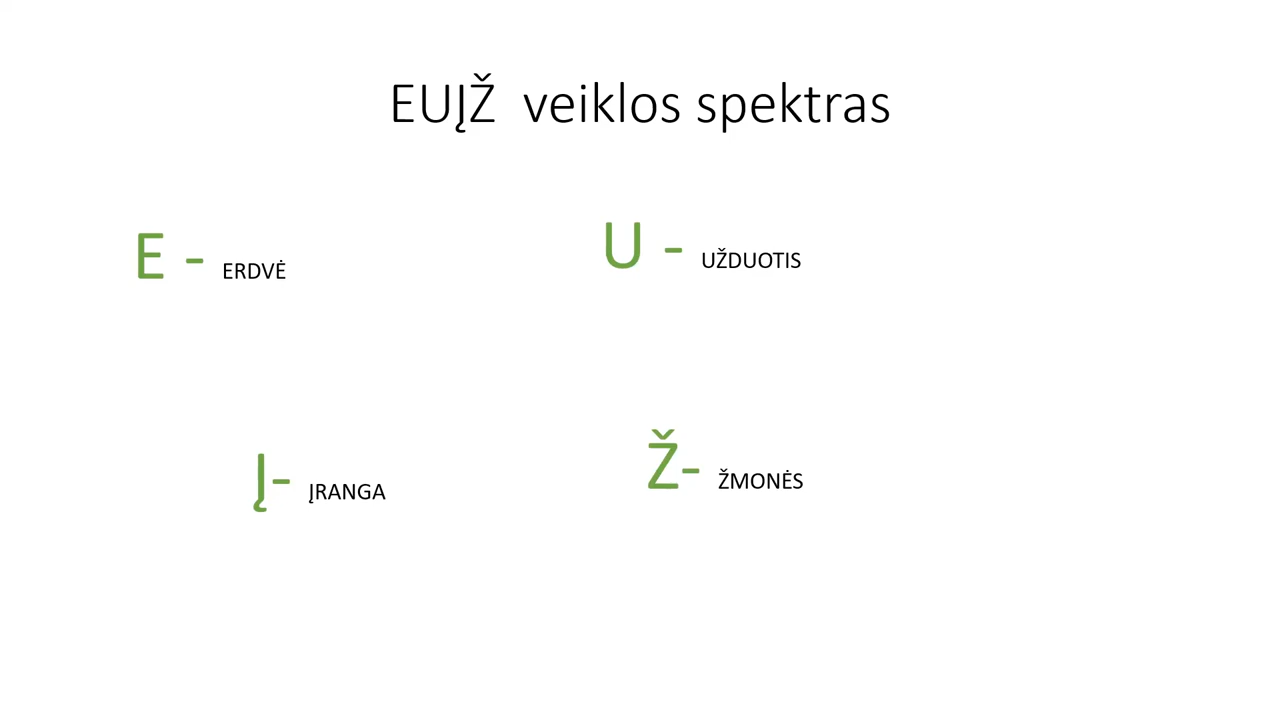 EUĮŽ veiklos spektras
E - ERDVĖ
U - UŽDUOTIS
Į- ĮRANGA
Ž- ŽMONĖS